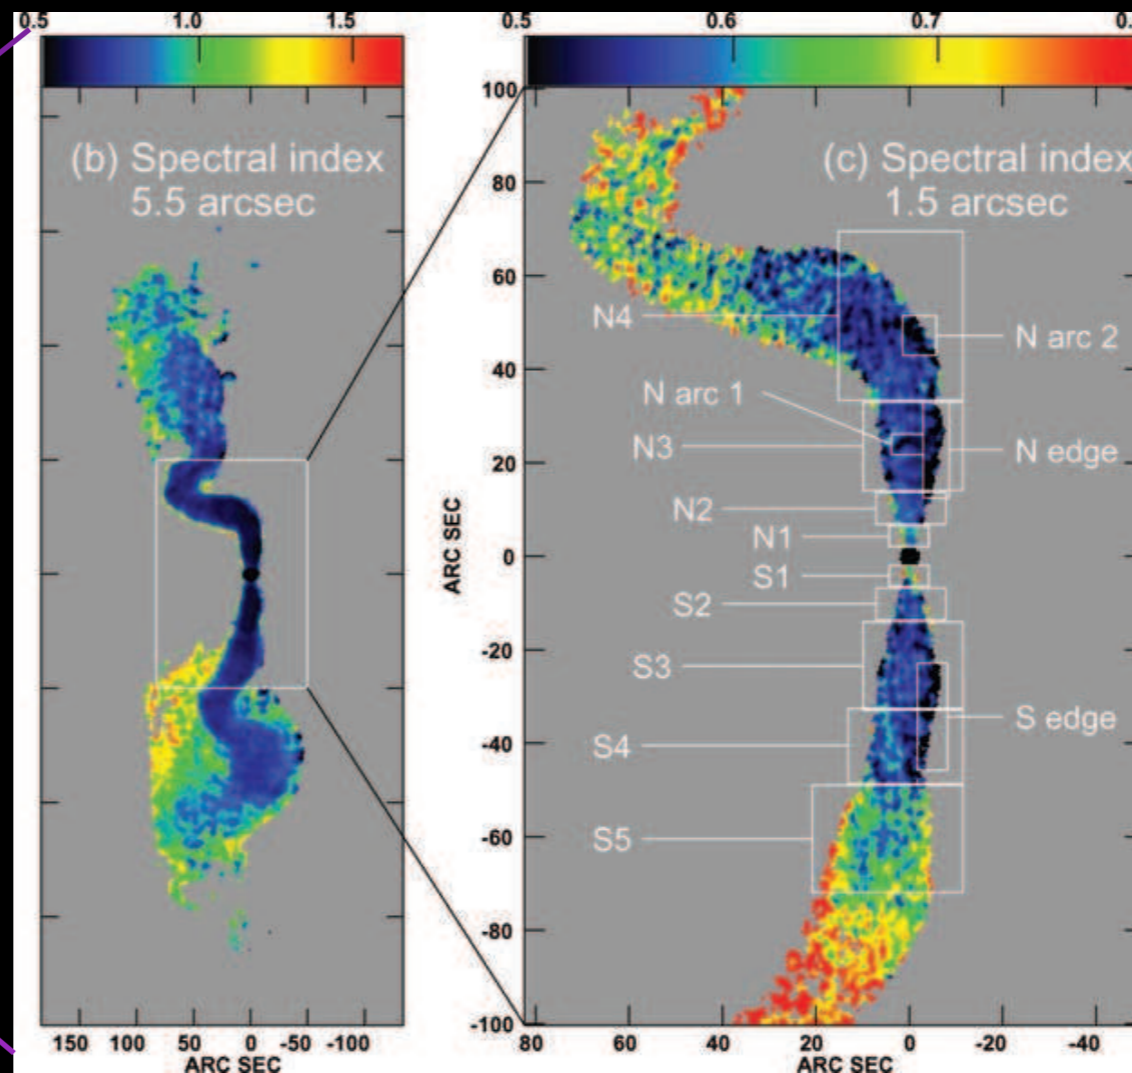 0.5 1.0 1.5
(b) Spectral index
5.5 arcsec
150 100 50 0 -50 -100
ARC SEC
0.5 0.6 0.7 0.
(c) Spectral index
1.5 arcsec
100
80
60
40
20
0
-20
-40
-60
-80
-100
ARC SEC
N4
N arc 2
N arc 1
N3
N edge
N2
N1
S1
S2
S3
S edge
S4
S5
80 60 40 20 0 -20 -40
ARC SEC